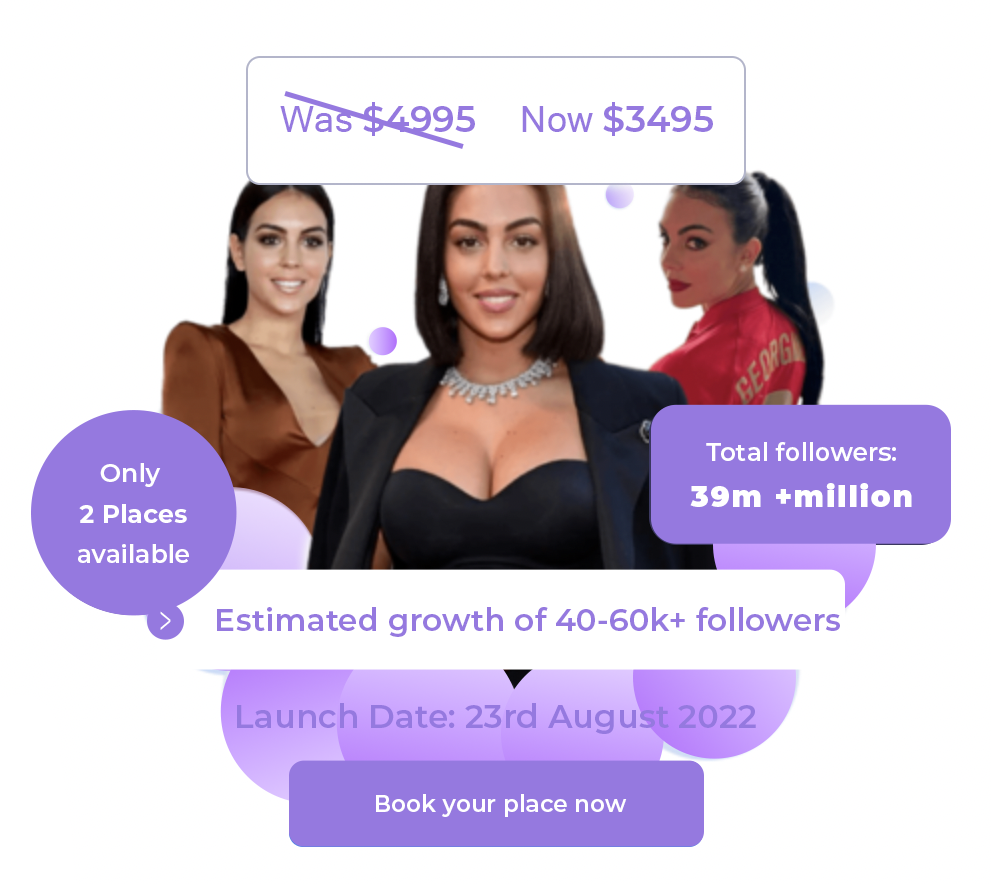 Was $4995 Now $3495
GEORGI
Only
2 Places
available
Total followers:
39m +million
Estimated growth of 40-60k+ followers
Launch Date: 23rd August 2022
Book your place now